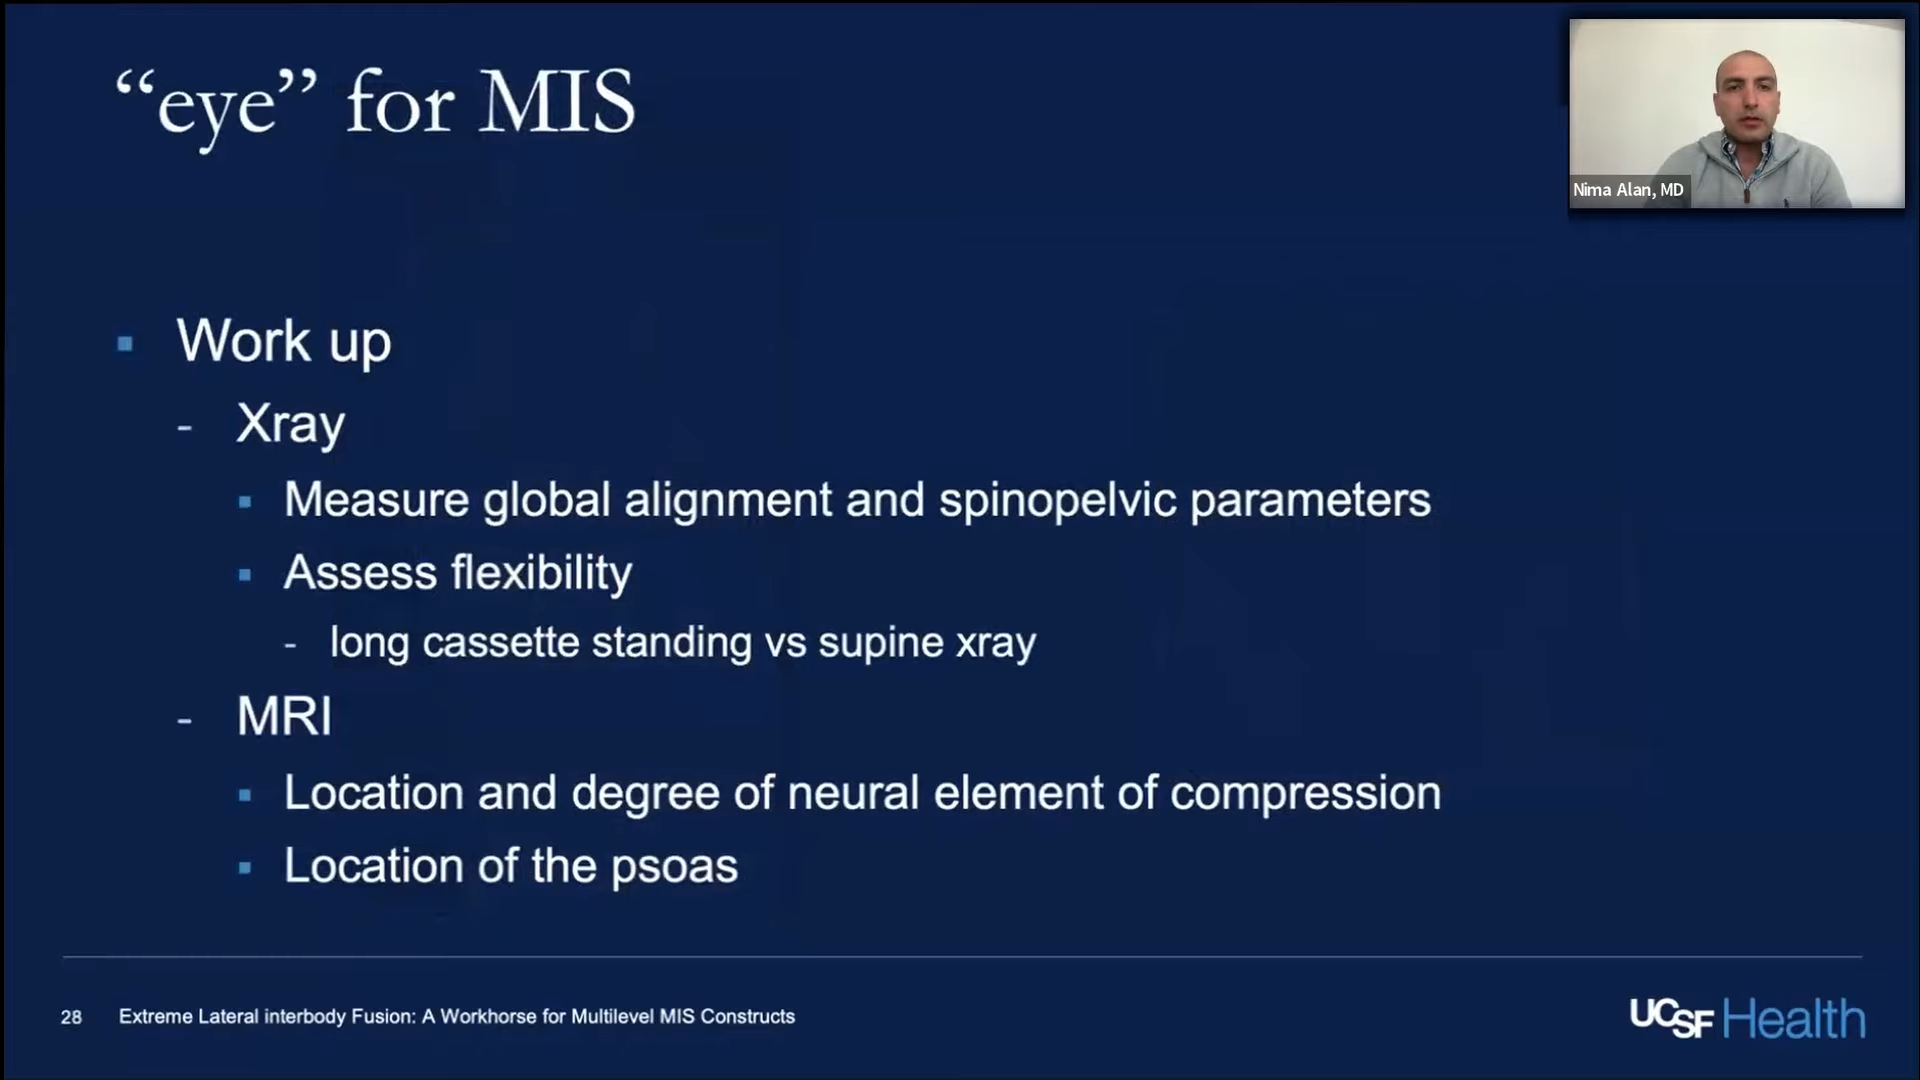 “eye” for MIS
Nima Alan, MD
▪ Work up
- Xray
▪ Measure global alignment and spinopelvic parameters
▪ Assess flexibility
- long cassette standing vs supine xray
- MRI
▪ Location and degree of neural element of compression
▪ Location of the psoas
28 Extreme Lateral interbody Fusion: A Workhorse for Multilevel MIS Constructs
UCSF Health